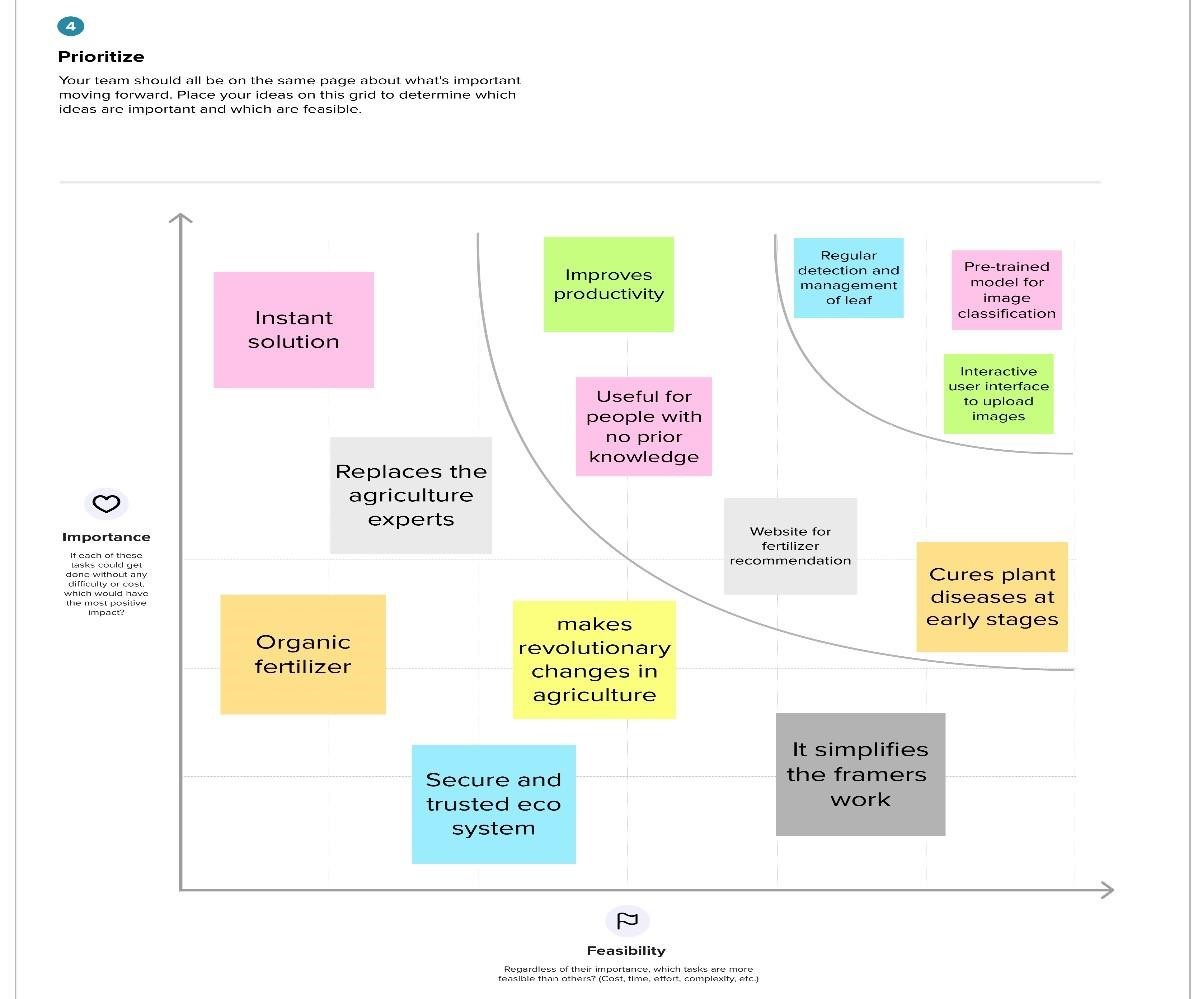 4
Prioritize
Your team should all be on the same page about what's important
moving forward. Place your ideas on this grid to determine which
ideas are important and which are feasible.
Regular
detection and
management
of leaf
Pre-trained
model for
image
classification
Improves
productivity
Instant
solution
Interactive
user interface
to upload
images
Useful for
people with
no prior
knowledge
Replaces the
agriculture
experts
Website for
fertilizer
recommendation
Importance
If each of these
tasks could get
done without any
difficulty or cost,
which would have
the most positive
impact?
Cures plant
diseases at
early stages
Organic
fertilizer
makes
revolutionary
changes in
agriculture
It simplifies
the framers
work
Secure and
trusted eco
system
Feasibility
Regardless of their importance, which tasks are more
feasible than others? (Cost, time, effort, complexity, etc.)